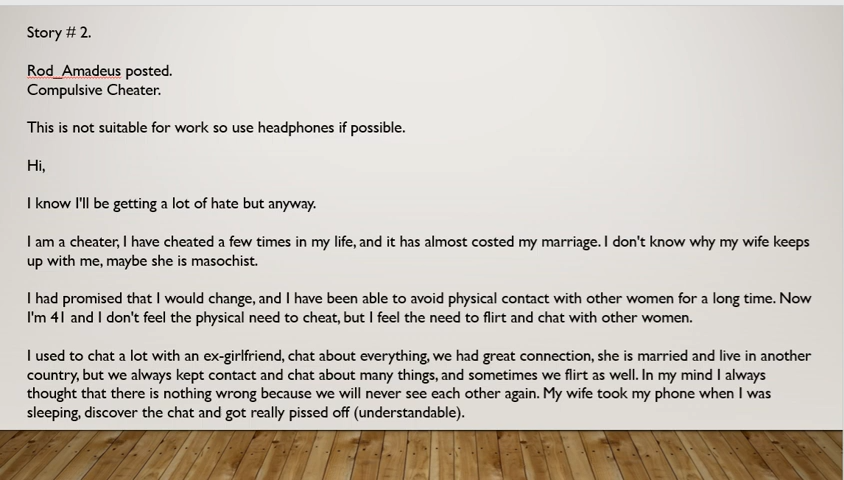 Story # 2.
Rod_Amadeus posted.
Compulsive Cheater.
This is not suitable for work so use headphones if possible.
Hi,
I know I'll be getting a lot of hate but anyway.
I am a cheater, I have cheated a few times in my life, and it has almost costed my marriage. I don't know why my wife keeps
up with me, maybe she is masochist.
I had promised that I would change, and I have been able to avoid physical contact with other women for a long time. Now
I'm 41 and I don't feel the physical need to cheat, but I feel the need to flirt and chat with other women.
I used to chat a lot with an ex-girlfriend, chat about everything, we had great connection, she is married and live in another
country, but we always kept contact and chat about many things, and sometimes we flirt as well. In my mind I always
thought that there is nothing wrong because we will never see each other again. My wife took my phone when I was
sleeping, discover the chat and got really pissed off (understandable).